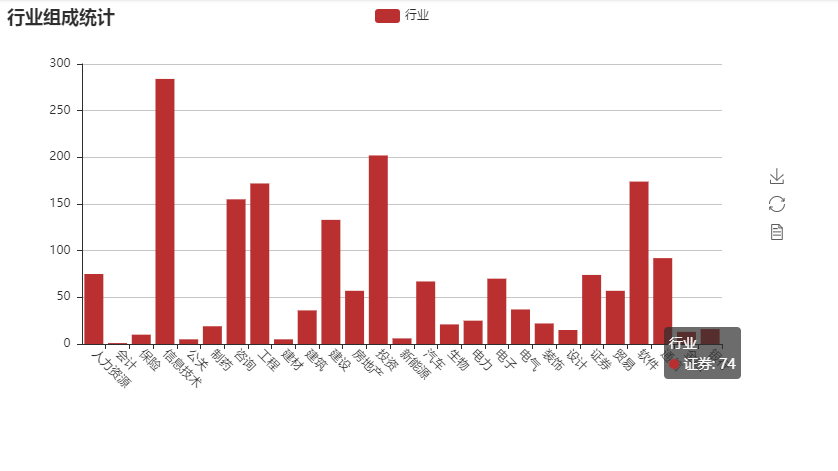 行业组成统计
行业
300
250
200
150
100
50
0
人力资源
会计
保险
信息技术
公关
制药
咨询
工程
建材
建筑
建设
房地产
投资
新能源
汽车
生物
电力
电子
电气
装饰
设计
证券
贸易
软件
行业
证券: 74